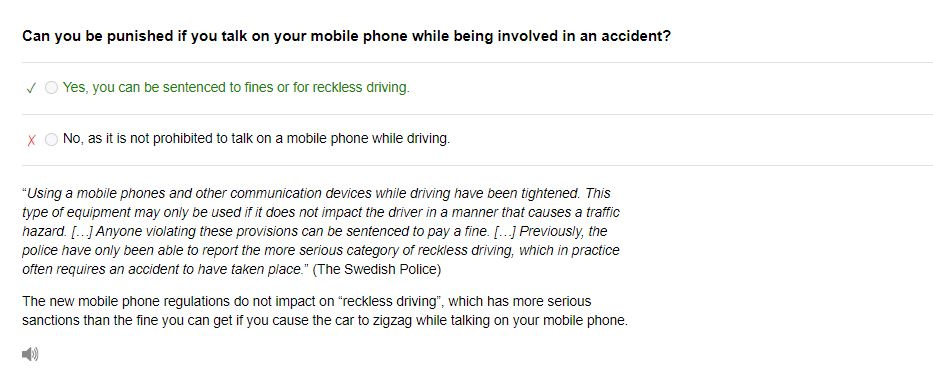 Can you be punished if you talk on your mobile phone while being involved in an accident?
✓ Yes, you can be sentenced to fines or for reckless driving.
X No, as it is not prohibited to talk on a mobile phone while driving.
“Using a mobile phones and other communication devices while driving have been tightened. This
type of equipment may only be used if it does not impact the driver in a manner that causes a traffic
hazard. […] Anyone violating these provisions can be sentenced to pay a fine. […] Previously, the
police have only been able to report the more serious category of reckless driving, which in practice
often requires an accident to have taken place.” (The Swedish Police)
The new mobile phone regulations do not impact on “reckless driving”, which has more serious
sanctions than the fine you can get if you cause the car to zigzag while talking on your mobile phone.